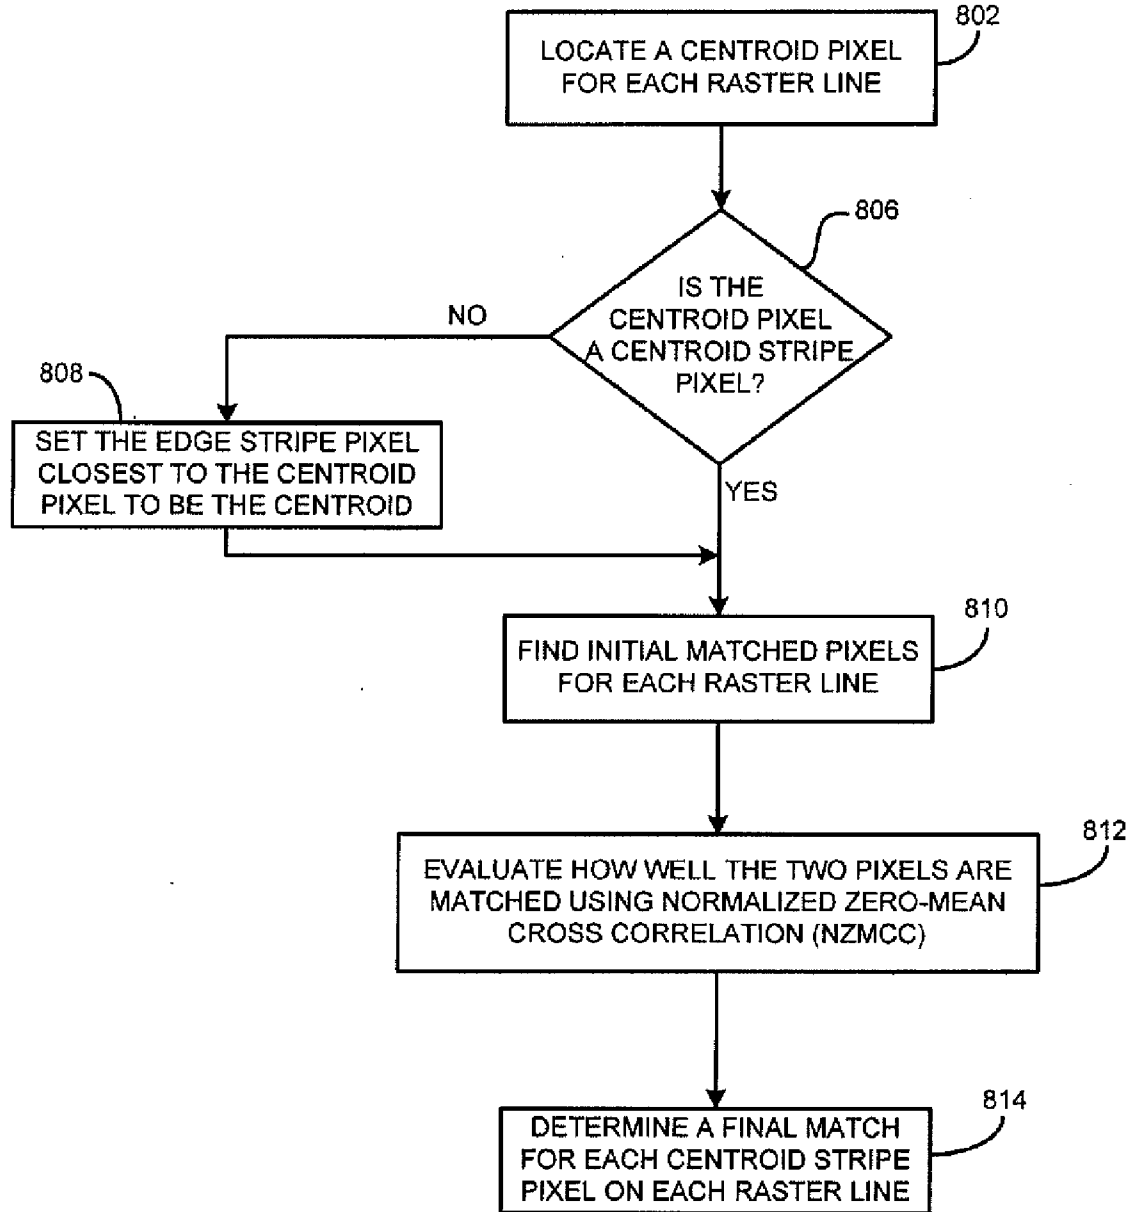 802
LOCATE A CENTROID PIXEL
FOR EACH RASTER LINE
806
IS THE
CENTROID PIXEL
A CENTROID STRIPE
PIXEL?
NO
808
SET THE EDGE STRIPE PIXEL
CLOSEST TO THE CENTROID
PIXEL TO BE THE CENTROID
YES
810
FIND INITIAL MATCHED PIXELS
FOR EACH RASTER LINE
812
EVALUATE HOW WELL THE TWO PIXELS ARE
MATCHED USING NORMALIZED ZERO-MEAN
CROSS CORRELATION (NZMCC)
814
DETERMINE A FINAL MATCH
FOR EACH CENTROID STRIPE
PIXEL ON EACH RASTER LINE